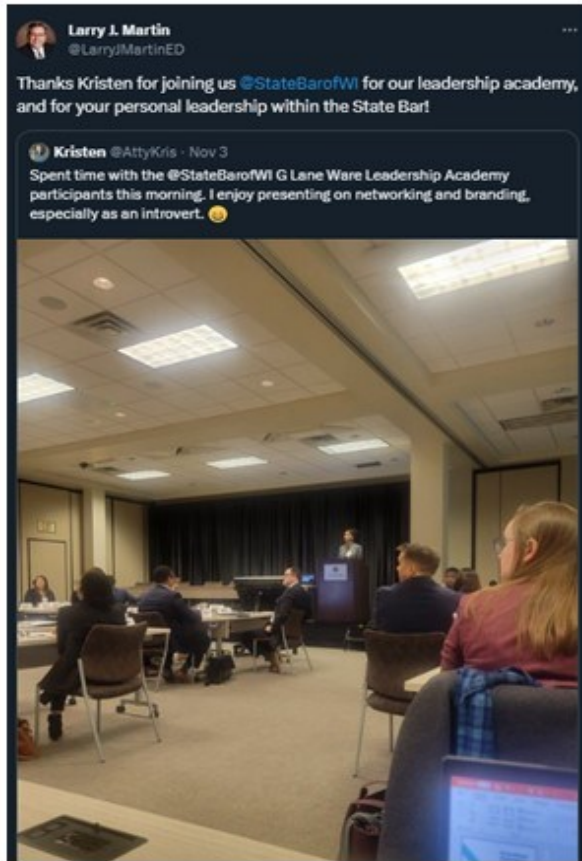 Larry J. Martin
@LarryJMartinED
Thanks Kristen for joining us @StateBarofWI for our leadership academy,
and for your personal leadership within the State Bar!
Kristen @AttyKris · Nov 3
Spent time with the @StateBarofWI G Lane Ware Leadership Academy
participants this morning. I enjoy presenting on networking and branding,
especially as an introvert. 😄